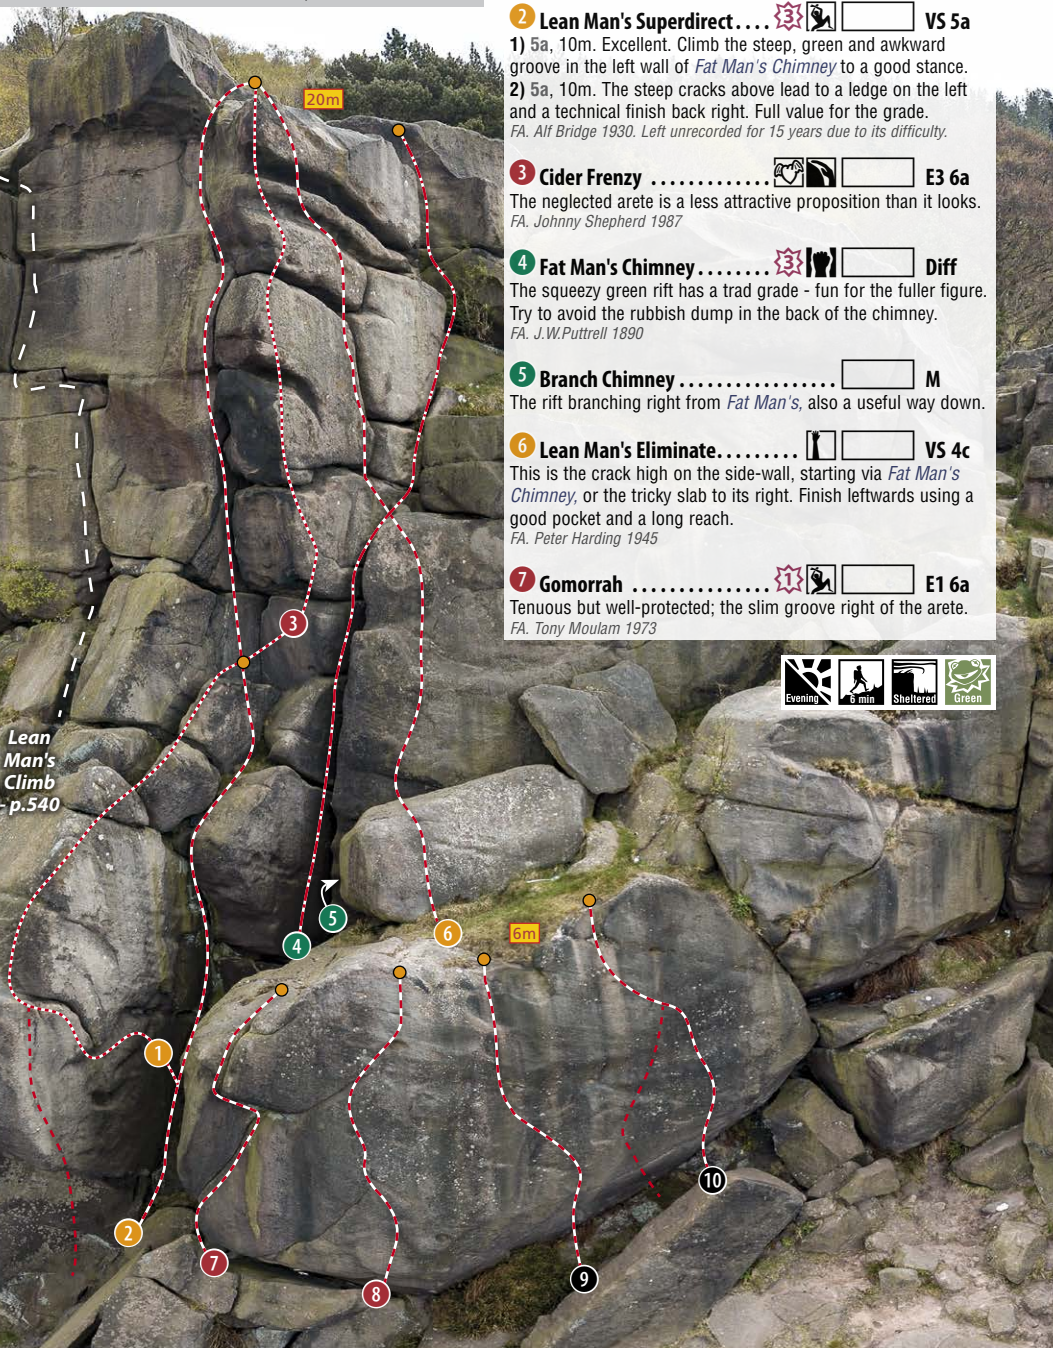 2 Lean Man's Superdirect.... 3 VS 5a
1) 5a, 10m. Excellent. Climb the steep, green and awkward
groove in the left wall of Fat Man's Chimney to a good stance.
2) 5a, 10m. The steep cracks above lead to a ledge on the left
and a technical finish back right. Full value for the grade.
FA. Alf Bridge 1930. Left unrecorded for 15 years due to its difficulty.
3 Cider Frenzy ............. E3 6a
The neglected arete is a less attractive proposition than it looks.
FA. Johnny Shepherd 1987
4 Fat Man's Chimney........ 3 Diff
The squeezy green rift has a trad grade - fun for the fuller figure.
Try to avoid the rubbish dump in the back of the chimney.
FA. J.W.Puttrell 1890
5 Branch Chimney................. M
The rift branching right from Fat Man's, also a useful way down.
6 Lean Man's Eliminate......... VS 4c
This is the crack high on the side-wall, starting via Fat Man's
Chimney, or the tricky slab to its right. Finish leftwards using a
good pocket and a long reach.
FA. Peter Harding 1945
7 Gomorrah ............... 1 E1 6a
Tenuous but well-protected; the slim groove right of the arete.
FA. Tony Moulam 1973
Evening 6 min Sheltered Green
20m
3
Lean
Man's
Climb
- p.540
5
4
6
6m
1
10
2
7
9
8